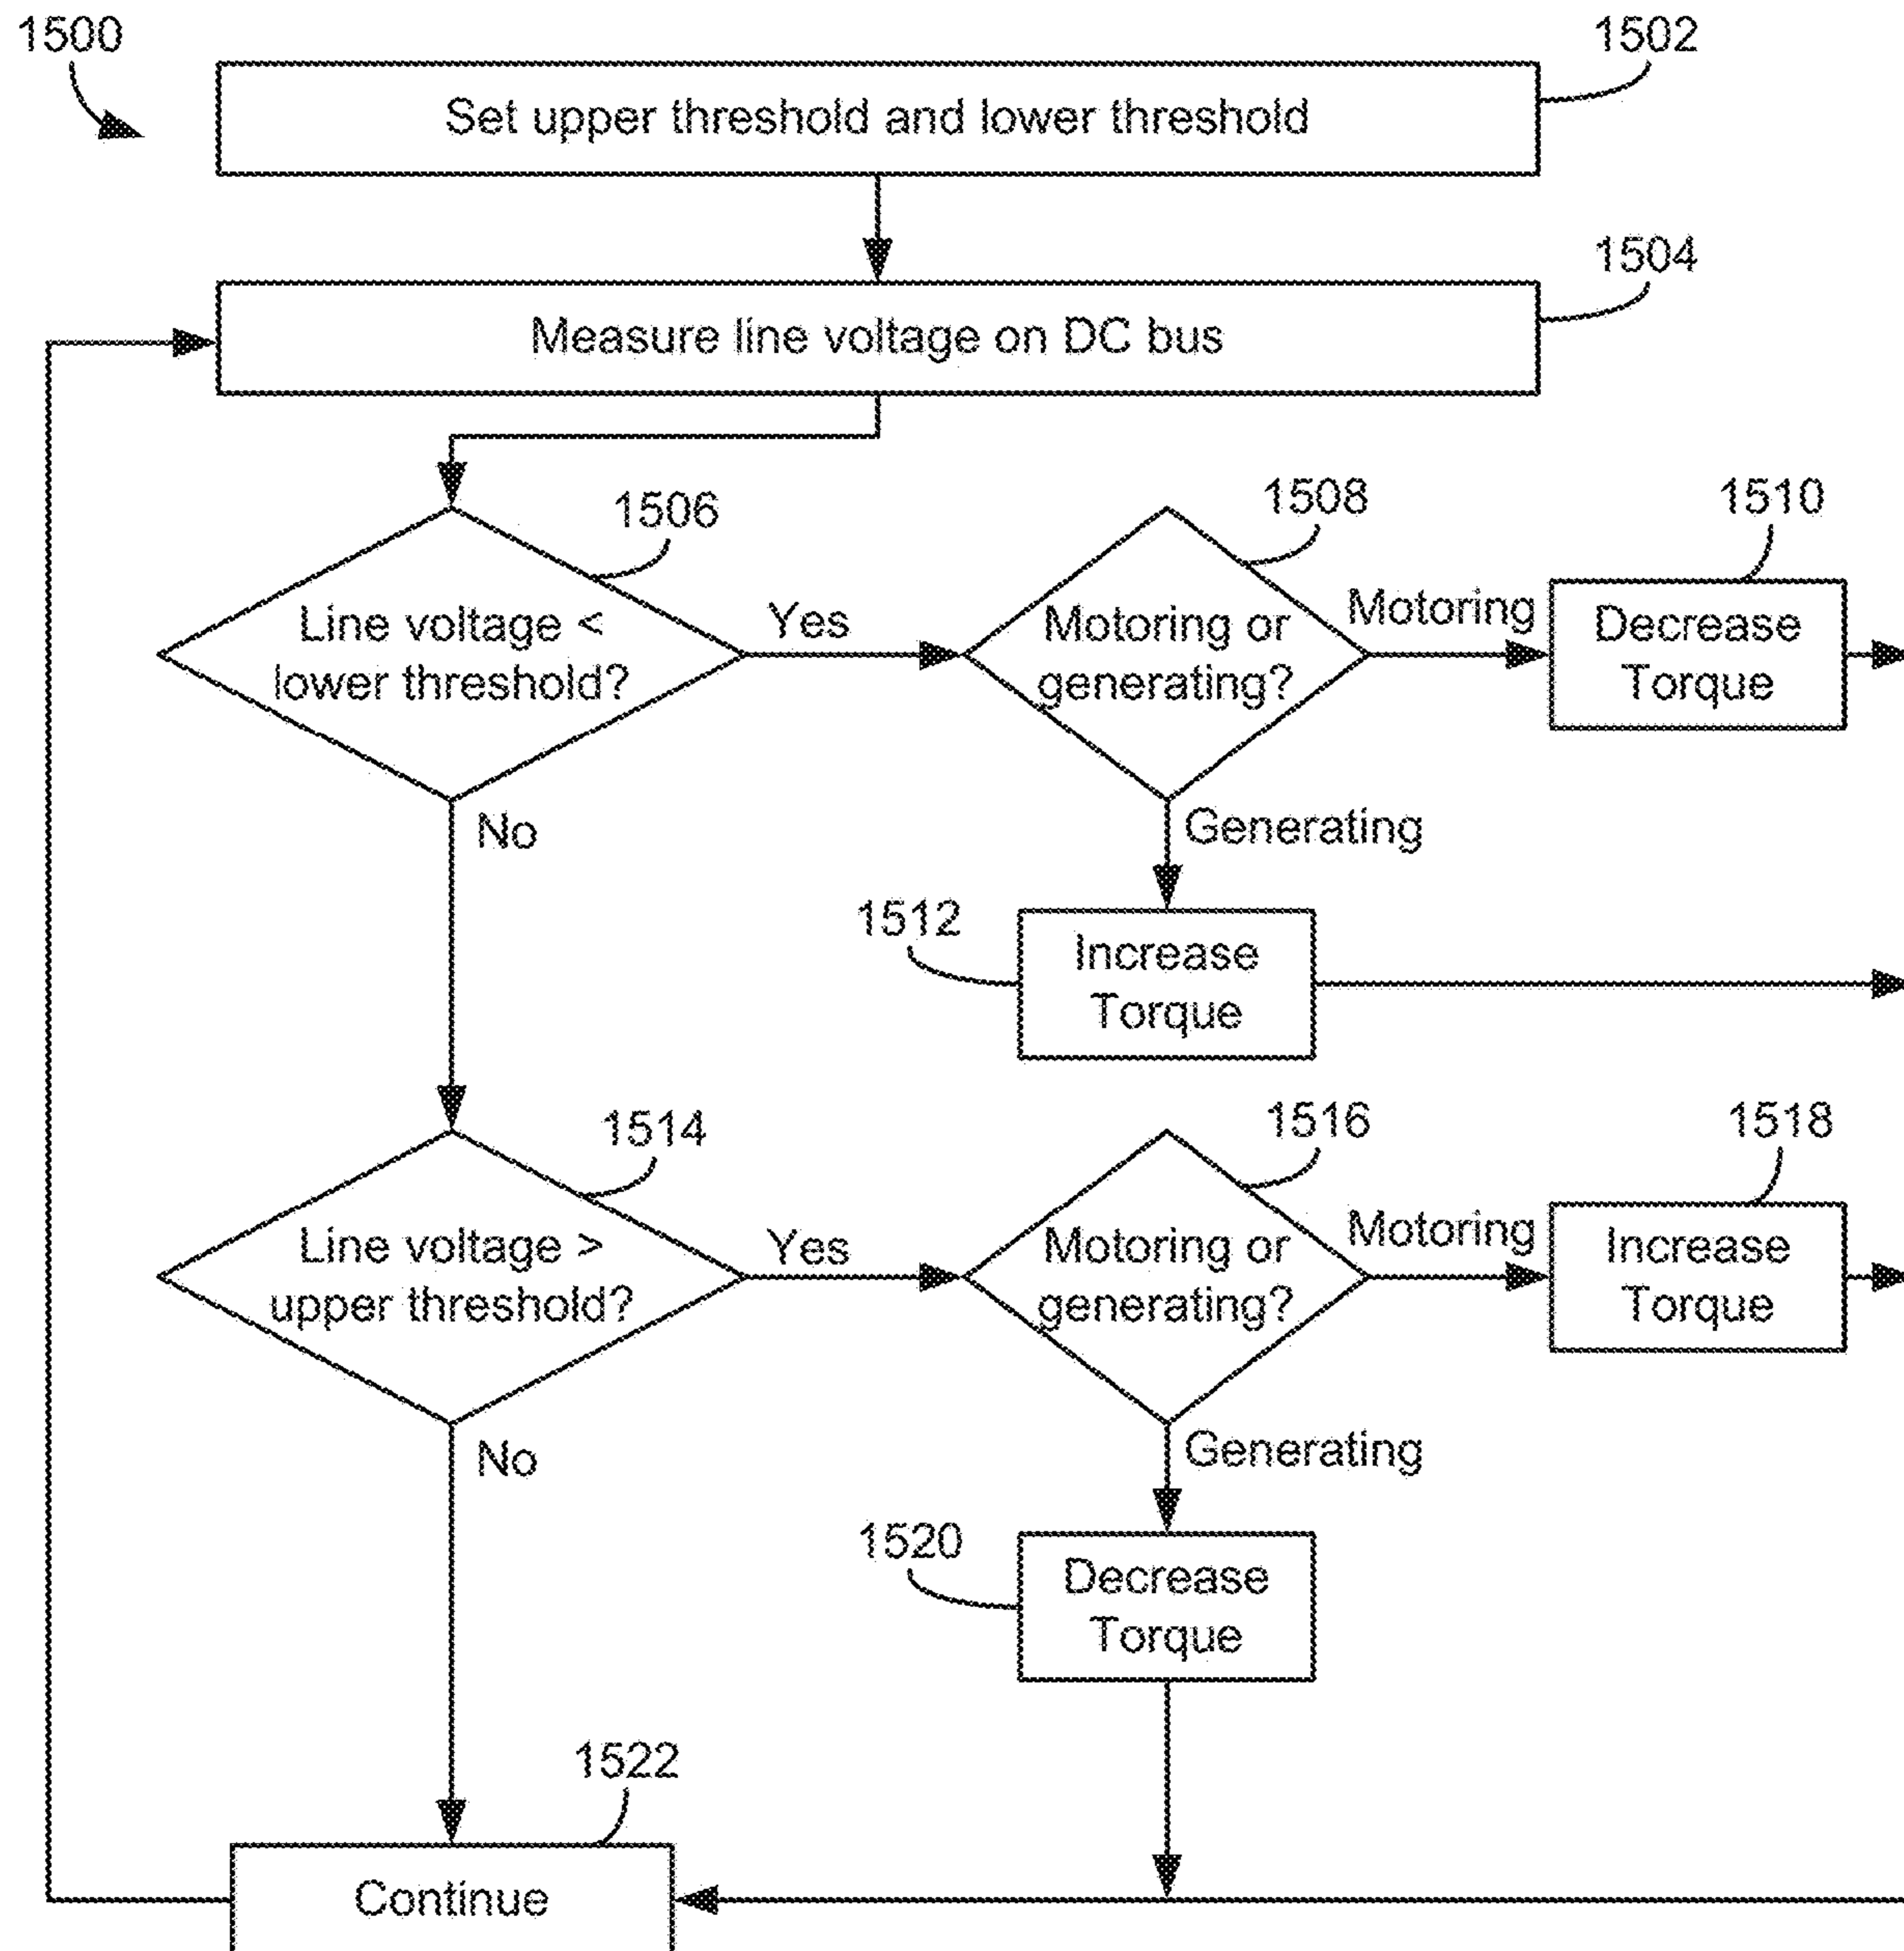 1500
1502
Set upper threshold and lower threshold
1504
Measure line voltage on DC bus
1506
Line voltage <
lower threshold?
Yes
1508
Motoring or
generating?
Motoring
1510
Decrease
Torque
No
Generating
1512
Increase
Torque
1514
Line voltage >
upper threshold?
Yes
1516
Motoring or
generating?
Motoring
1518
Increase
Torque
No
Generating
1520
Decrease
Torque
1522
Continue